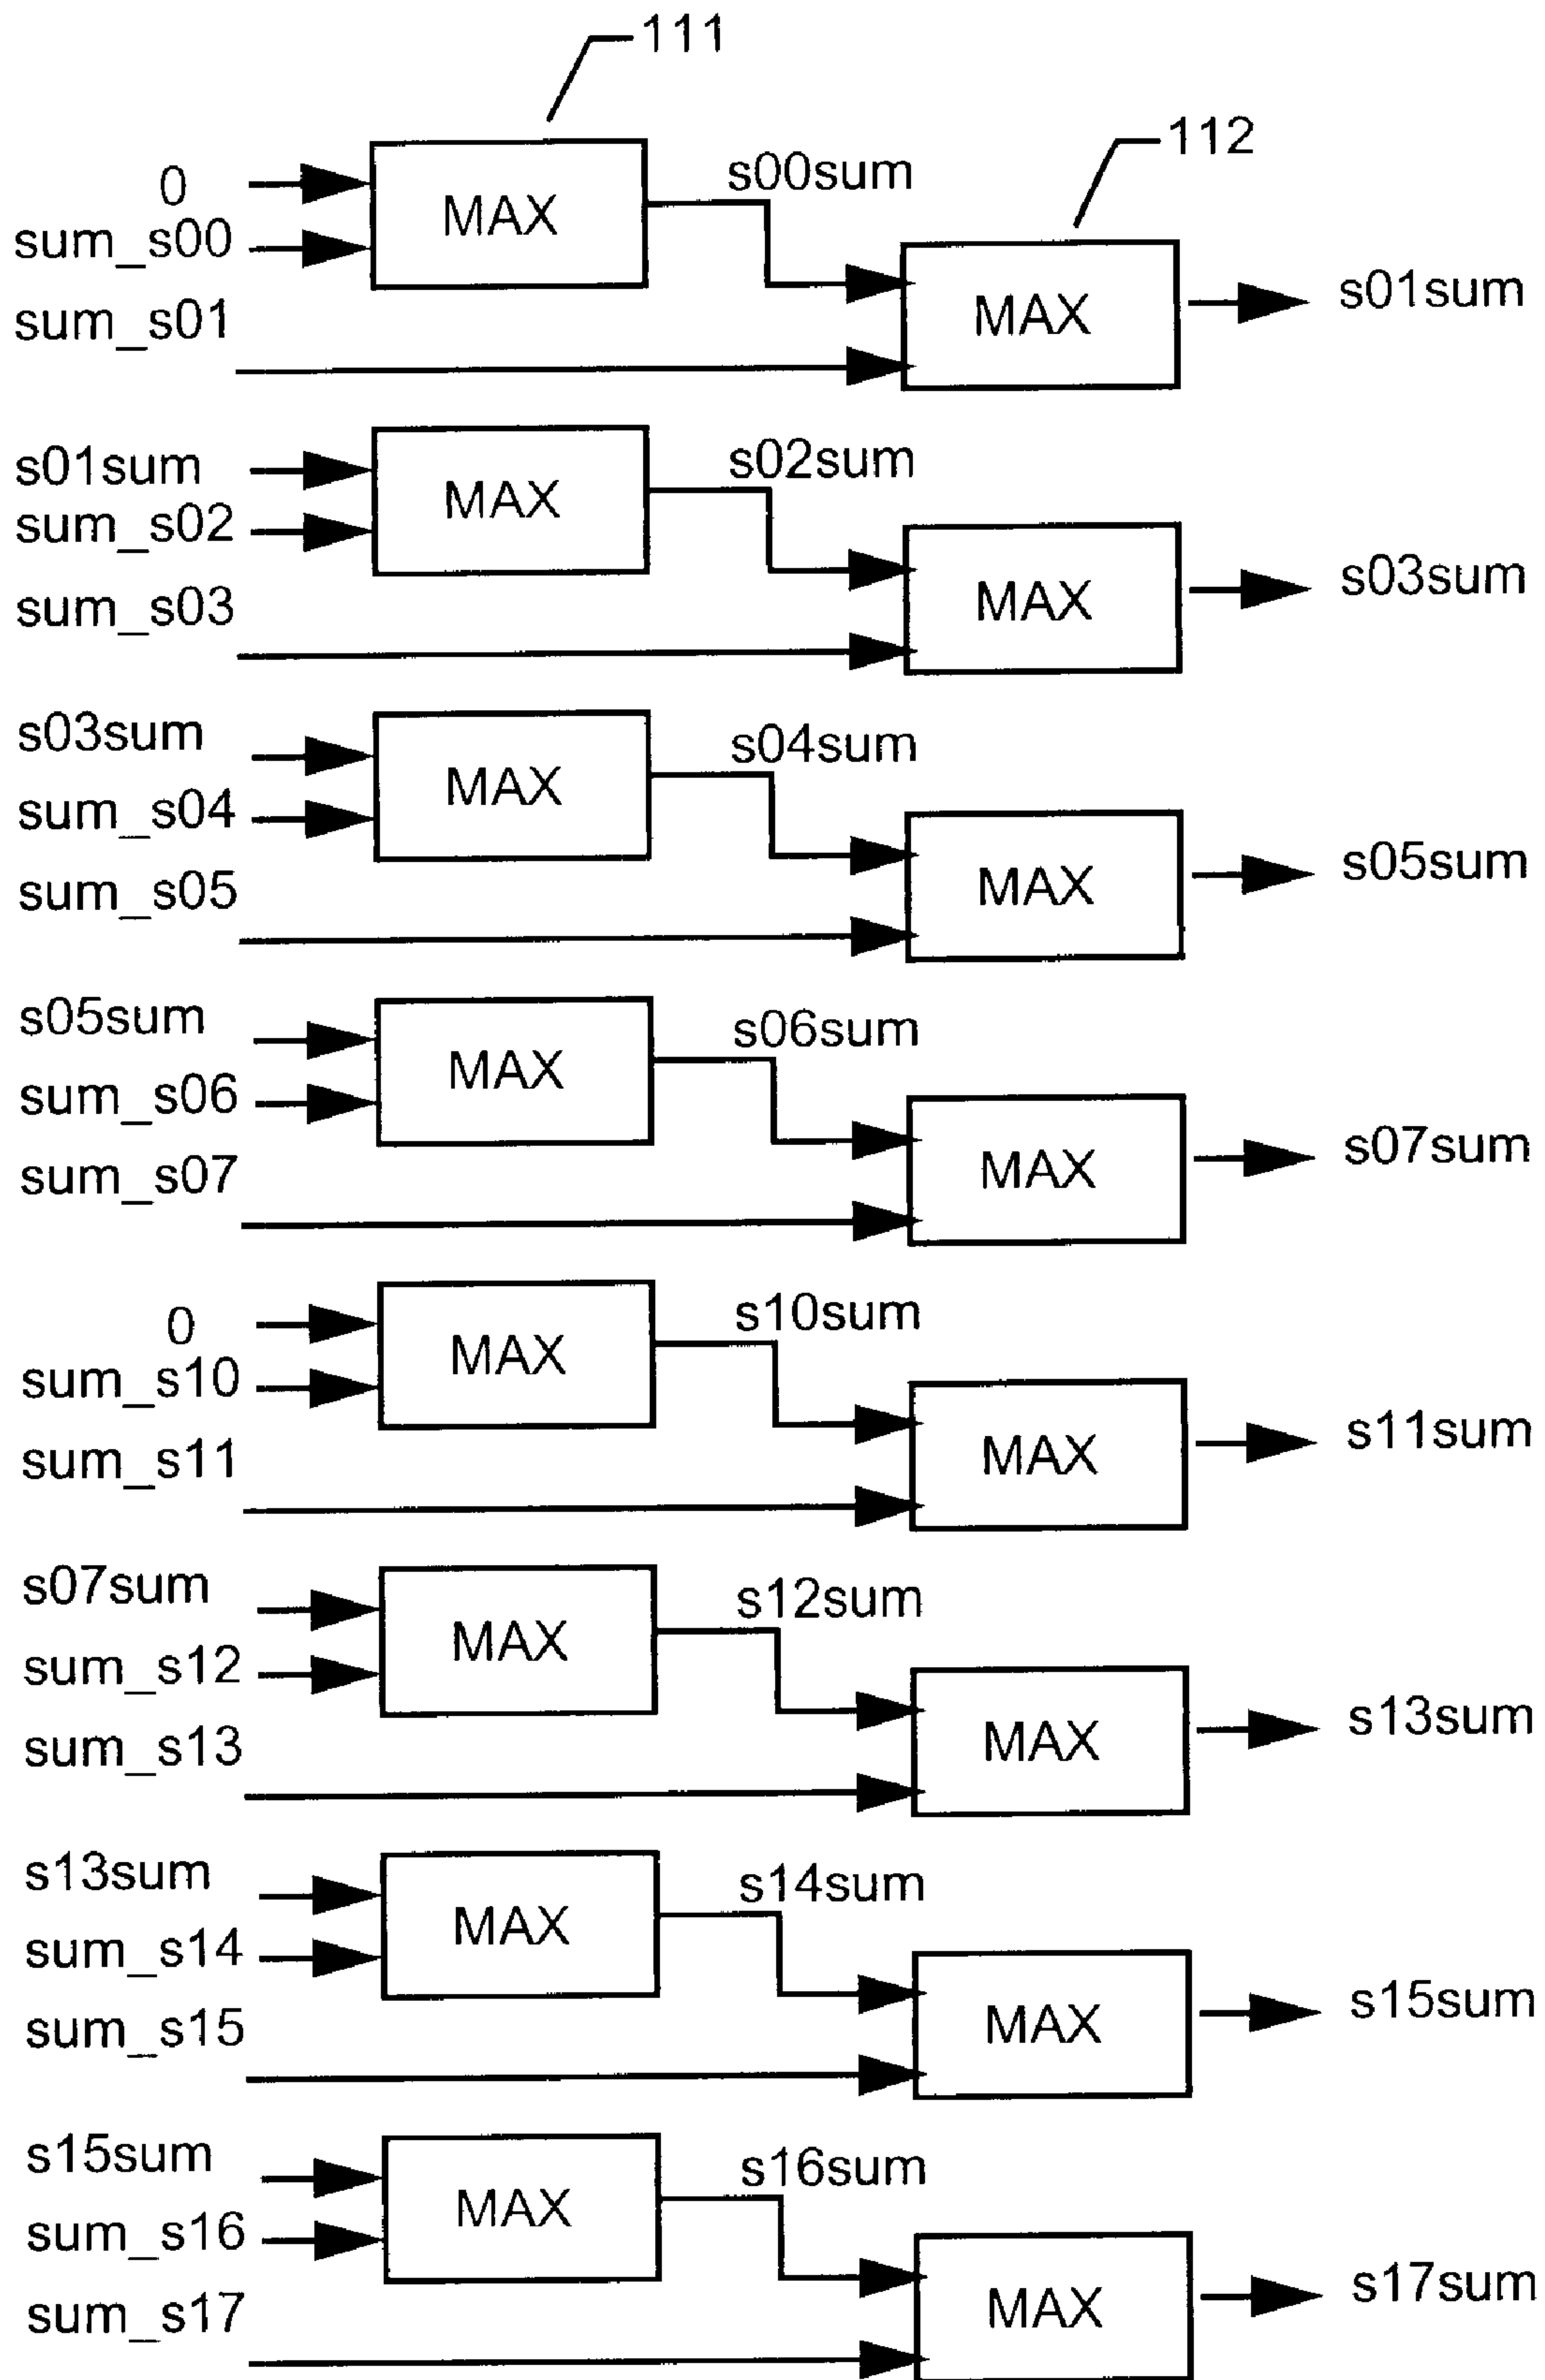 111
112
0
MAX
s00sum
sum_s00
sum_s01
MAX
s01sum
s01sum
MAX
s02sum
sum_s02
sum_s03
MAX
s03sum
s03sum
MAX
s04sum
sum_s04
sum_s05
MAX
s05sum
s05sum
MAX
s06sum
sum_s06
sum_s07
MAX
s07sum
0
MAX
s10sum
sum_s10
sum_s11
MAX
s11sum
s07sum
MAX
s12sum
sum_s12
sum_s13
MAX
s13sum
s13sum
MAX
s14sum
sum_s14
sum_s15
MAX
s15sum
s15sum
MAX
s16sum
sum_s16
sum_s17
MAX
s17sum